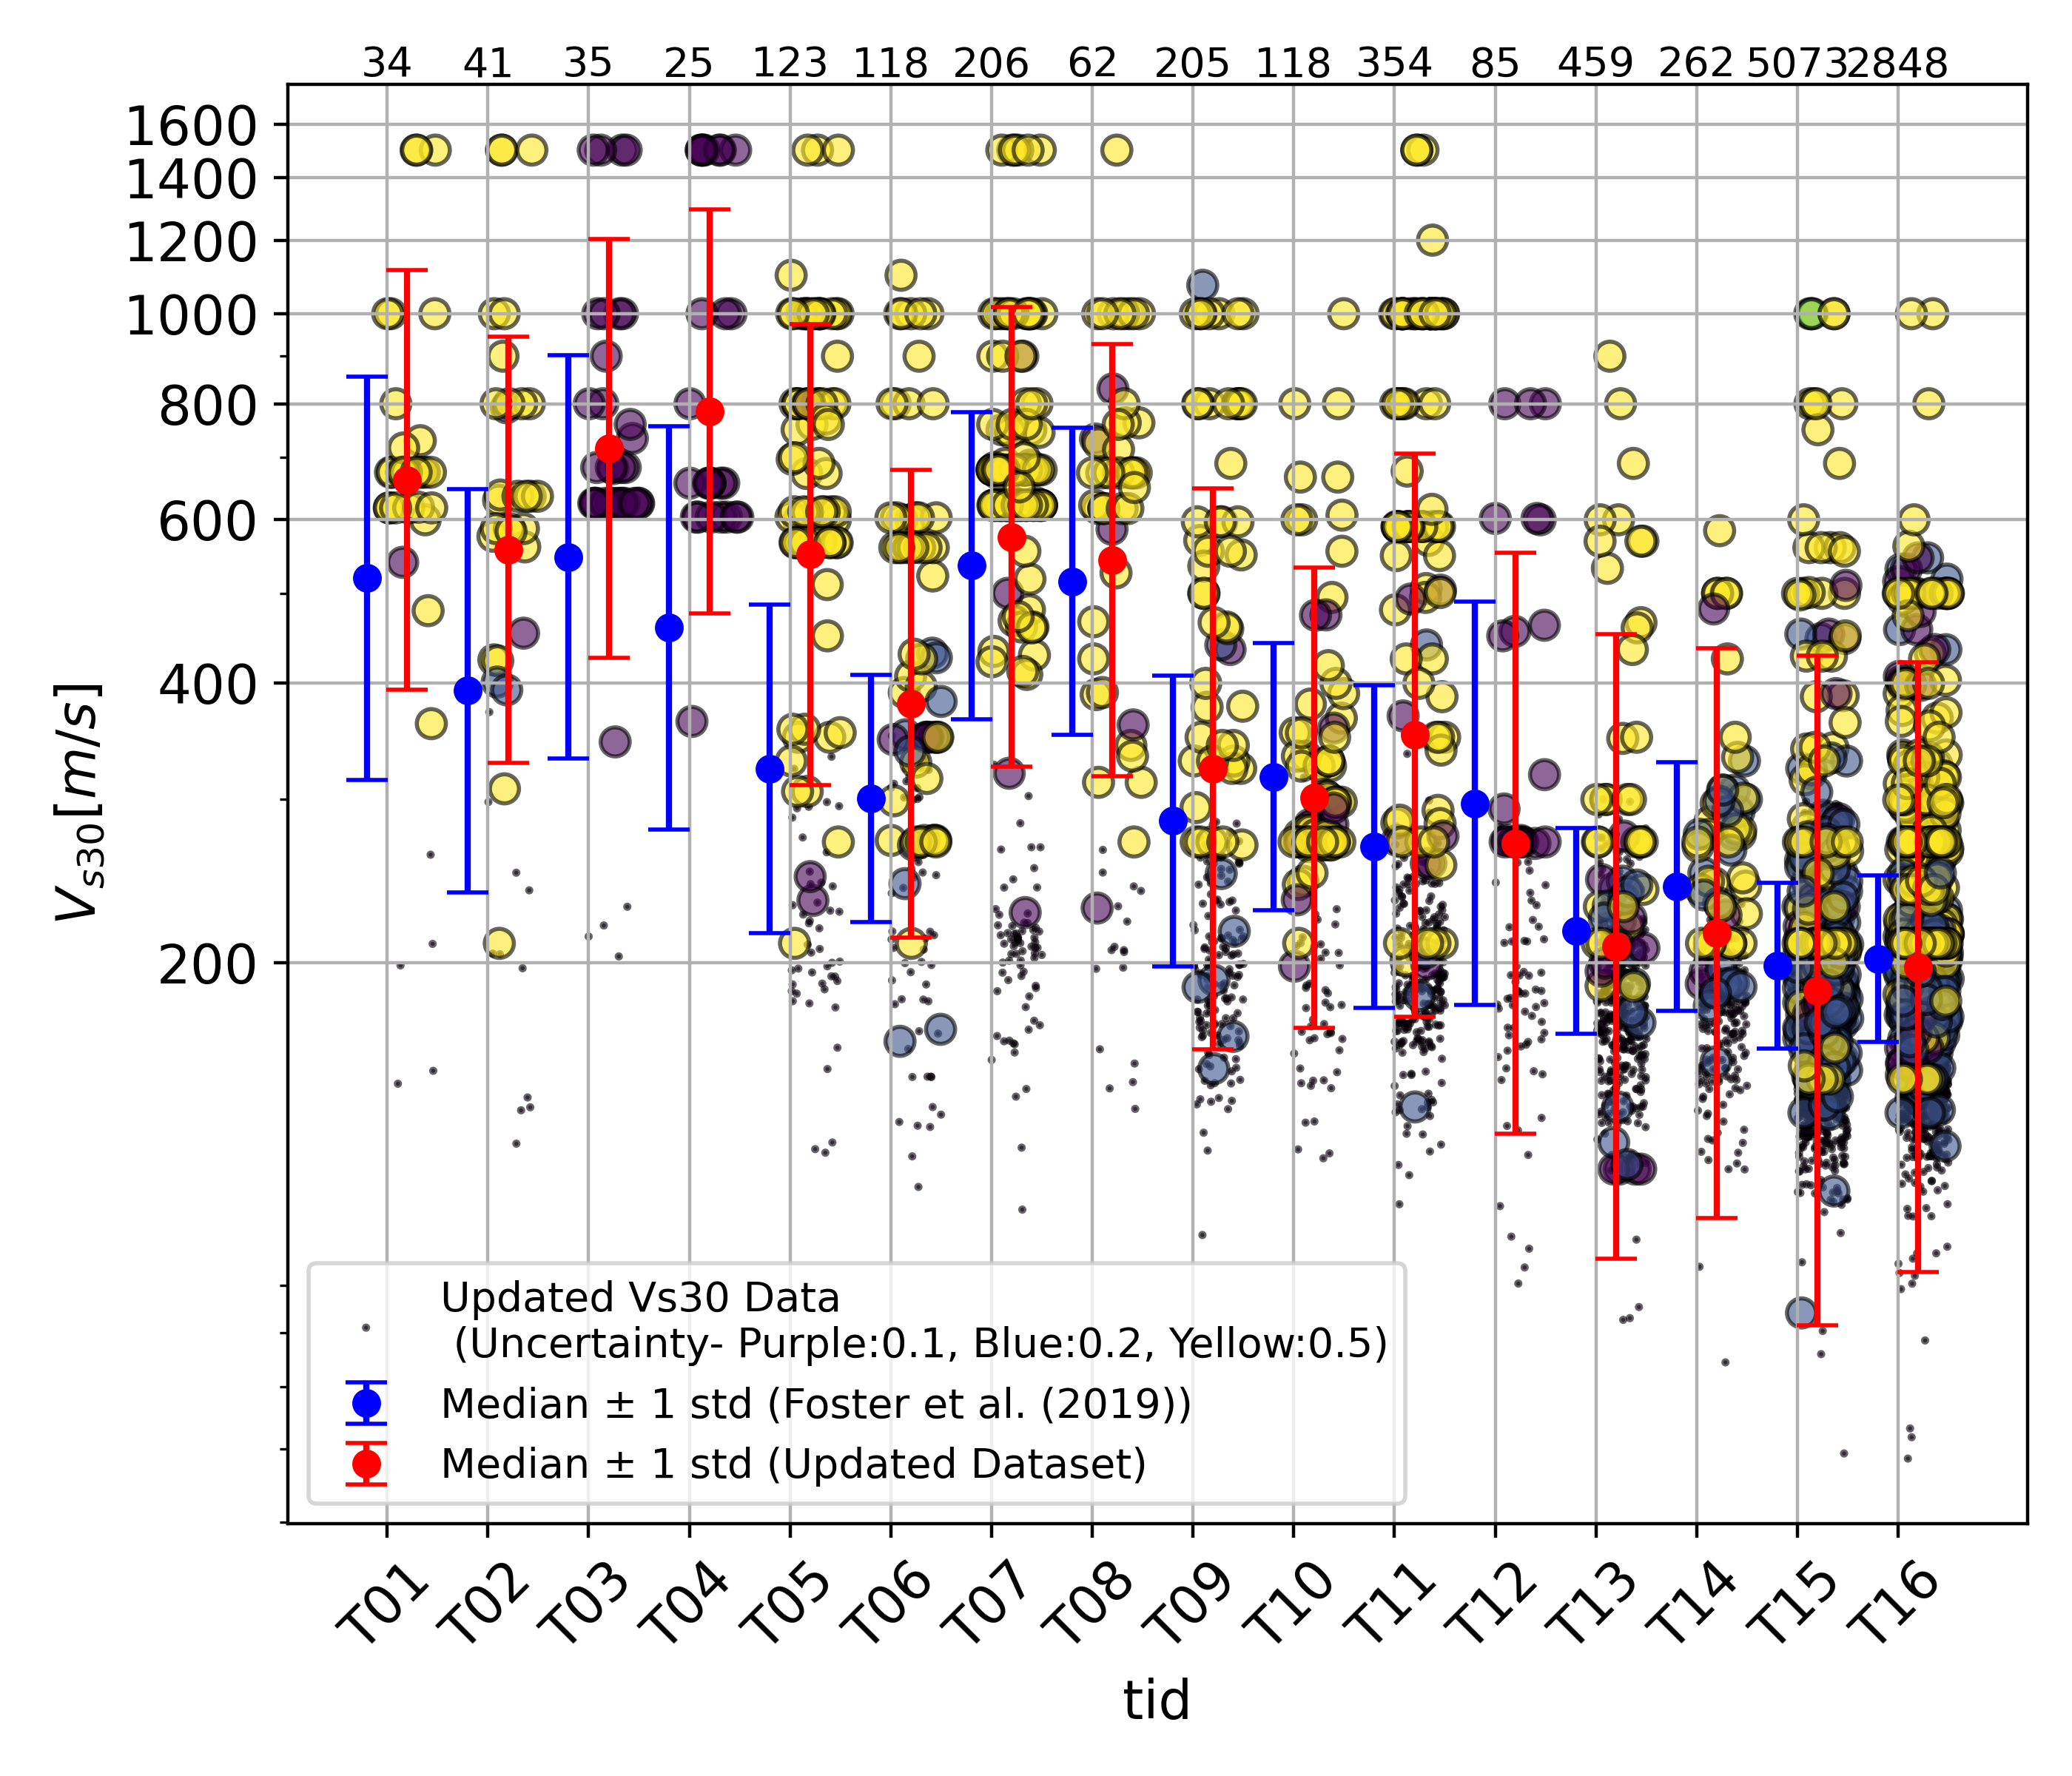 34 41 35 25 123 118 206 62 205 118 354 85 459 262 5073 2848
1600
1400
1200
1000
800
600
400
200
Vs30[m/s]
Updated Vs30 Data
(Uncertainty- Purple:0.1, Blue:0.2, Yellow:0.5)
Median ± 1 std (Foster et al. (2019))
Median ± 1 std (Updated Dataset)
T01 T02 T03 T04 T05 T06 T07 T08 T09 T10 T11 T12 T13 T14 T15 T16
tid